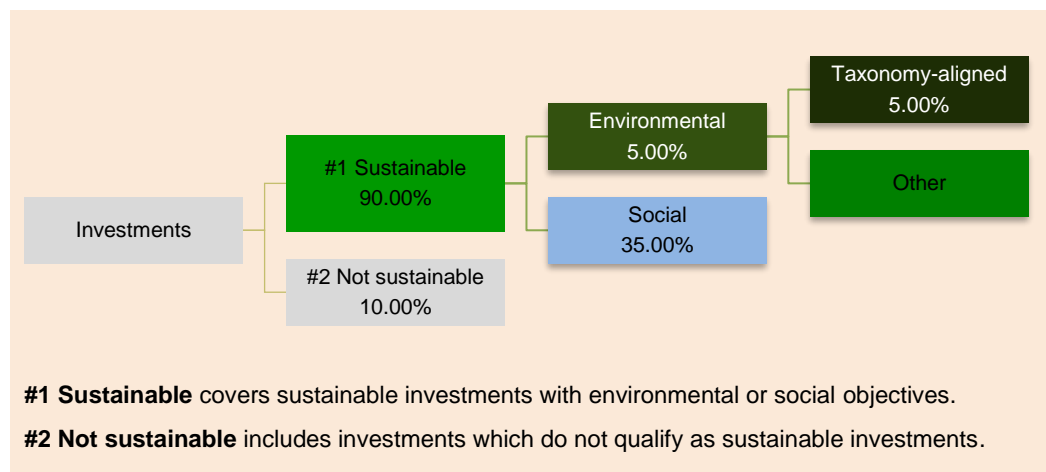 Investments
#1 Sustainable
90.00%
#2 Not sustainable
10.00%
Environmental
5.00%
Social
35.00%
Taxonomy-aligned
5.00%
Other
#1 Sustainable covers sustainable investments with environmental or social objectives.
#2 Not sustainable includes investments which do not qualify as sustainable investments.